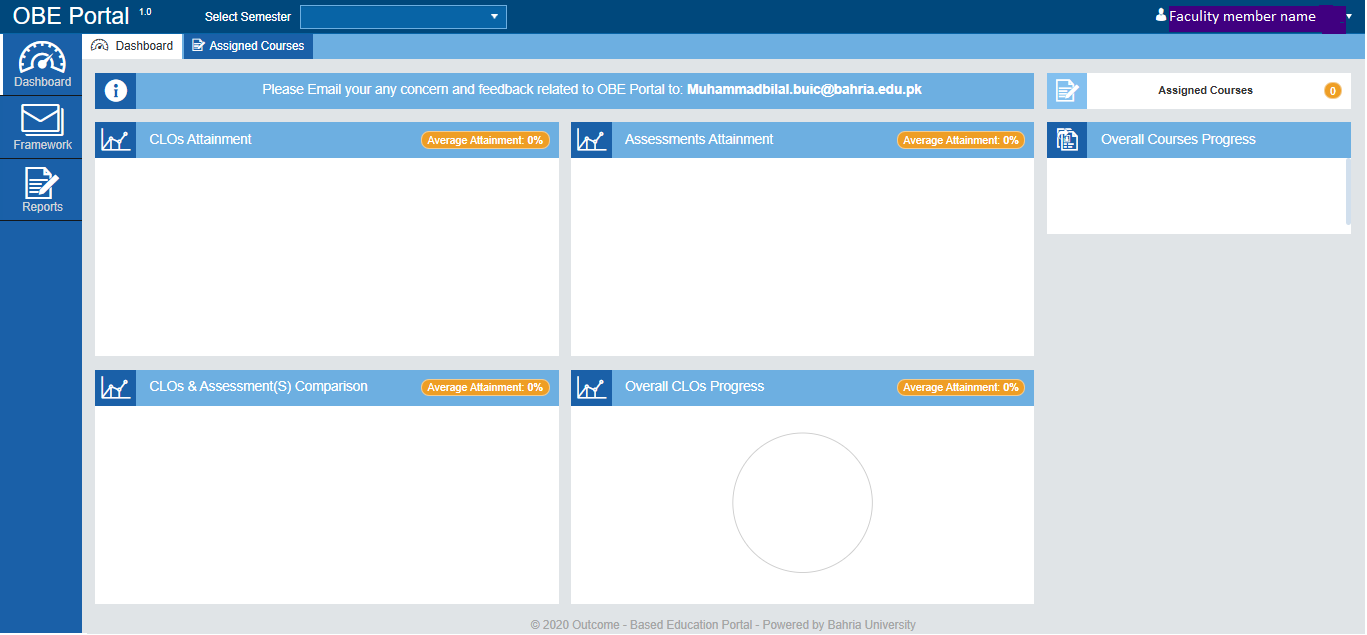 OBE Portal 1.0
Select Semester
Faculity member name
Dashboard
Assigned Courses
Dashboard
Framework
Reports
Please Email your any concern and feedback related to OBE Portal to: Muhammadbilal.buic@bahria.edu.pk
Assigned Courses 0
CLOs Attainment Average Attainment: 0%
Assessments Attainment Average Attainment: 0%
Overall Courses Progress
CLOs & Assessment(S) Comparison Average Attainment: 0%
Overall CLOs Progress Average Attainment: 0%
© 2020 Outcome - Based Education Portal - Powered by Bahria University